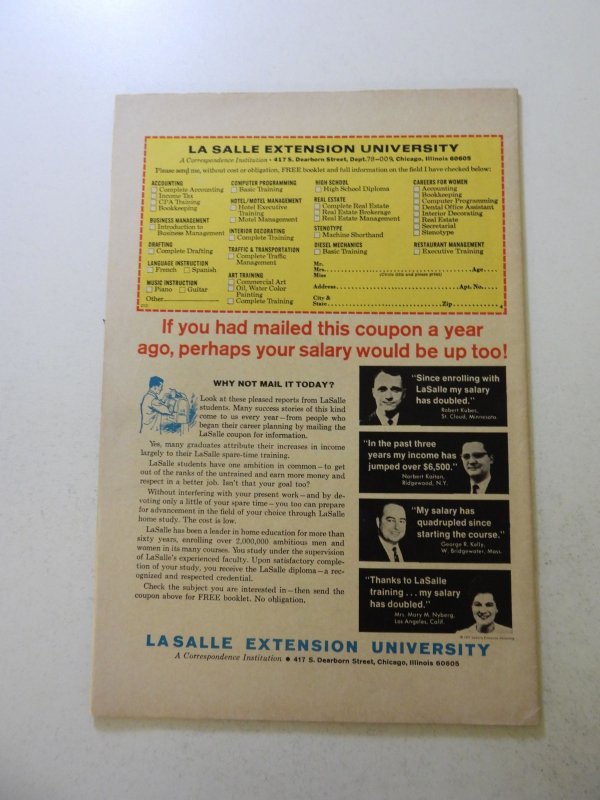 LA SALLE EXTENSION UNIVERSITY
A Correspondence Institution • 417 S. Dearborn Street, Dept. 78-009, Chicago, Illinois 60605
Please send me, without cost or obligation, FREE booklet and full information on the field I have checked below:
ACCOUNTING
Complete Accounting
Income Tax
CPA Training
Bookkeeping
BUSINESS MANAGEMENT
Introduction to
Business Management
DRAFTING
Complete Drafting
LANGUAGE INSTRUCTION
French Spanish
MUSIC INSTRUCTION
Piano Guitar
Other
COMPUTER PROGRAMMING
Basic Training
HOTEL/MOTEL MANAGEMENT
Hotel Executive
Training
Motel Management
INTERIOR DECORATING
Complete Training
TRAFFIC & TRANSPORTATION
Complete Traffic
Management
ART TRAINING
Commercial Art
Oil, Water Color
Painting
Complete Training
HIGH SCHOOL
High School Diploma
REAL ESTATE
Complete Real Estate
Real Estate Brokerage
Real Estate Management
STENOTYPE
Machine Shorthand
DIESEL MECHANICS
Basic Training
CAREERS FOR WOMEN
Accounting
Bookkeeping
Computer Programming
Dental Office Assistant
Interior Decorating
Real Estate
Secretarial
Stenotype
RESTAURANT MANAGEMENT
Executive Training
Mr.
Mrs. Age
Miss (Circle title and please print)
Address Apt. No.
City &
State Zip
If you had mailed this coupon a year
ago, perhaps your salary would be up too!
WHY NOT MAIL IT TODAY?
Look at these pleased reports from LaSalle
students. Many success stories of this kind
come to us every year—from people who
began their career planning by mailing the
LaSalle coupon for information.
Yes, many graduates attribute their increases in income
largely to their LaSalle spare-time training.
LaSalle students have one ambition in common—to get
out of the ranks of the untrained and earn more money and
respect in a better job. Isn't that your goal too?
Without interfering with your present work—and by de-
voting only a little of your spare time—you too can prepare
for advancement in the field of your choice through LaSalle
home study. The cost is low.
LaSalle has been a leader in home education for more than
sixty years, enrolling over 2,000,000 ambitious men and
women in its many courses. You study under the supervision
of LaSalle's experienced faculty. Upon satisfactory comple-
tion of your study, you receive the LaSalle diploma—a rec-
ognized and respected credential.
Check the subject you are interested in—then send the
coupon above for FREE booklet. No obligation.
"Since enrolling with
LaSalle my salary
has doubled."
Robert Kubes,
St. Cloud, Minnesota.
"In the past three
years my income has
jumped over $6,500."
Norbert Kaitan,
Ridgewood, N.Y.
"My salary has
quadrupled since
starting the course."
George R. Kelly,
W. Bridgewater, Mass.
"Thanks to LaSalle
training . . . my salary
has doubled."
Mrs. Mary M. Nyberg,
Los Angeles, Calif.
LASALLE EXTENSION UNIVERSITY
A Correspondence Institution • 417 S. Dearborn Street, Chicago, Illinois 60605